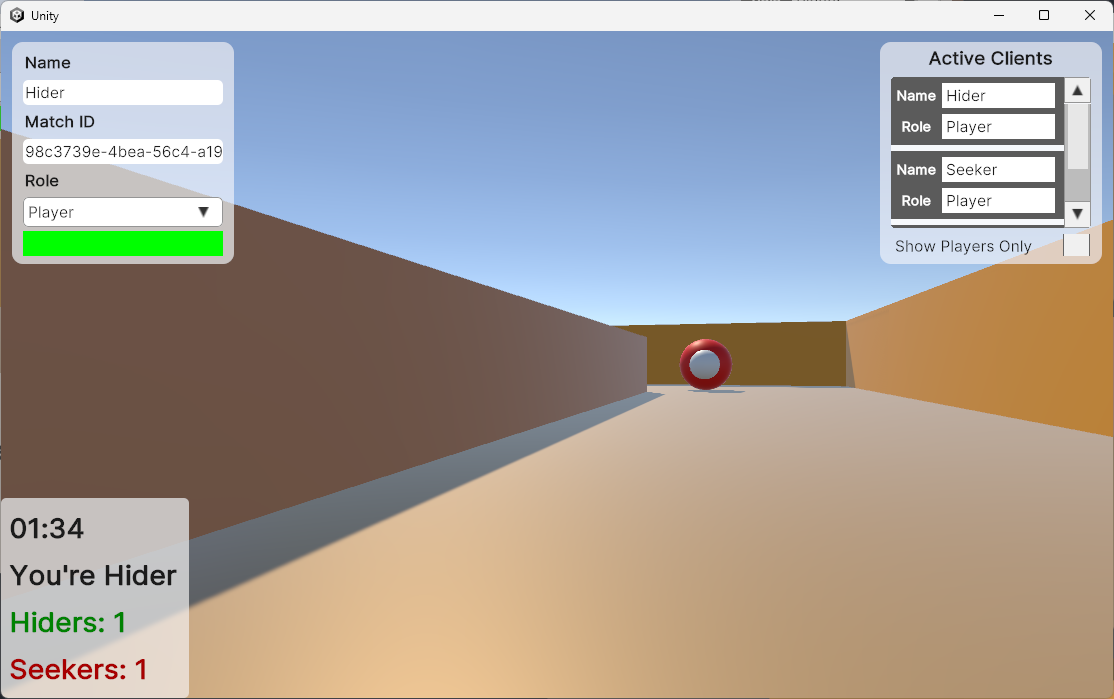 Unity
Name
Hider
Match ID
98c3739e-4bea-56c4-a19
Role
Player
Active Clients
Name Hider
Role Player
Name Seeker
Role Player
Show Players Only
01:34
You're Hider
Hiders: 1
Seekers: 1